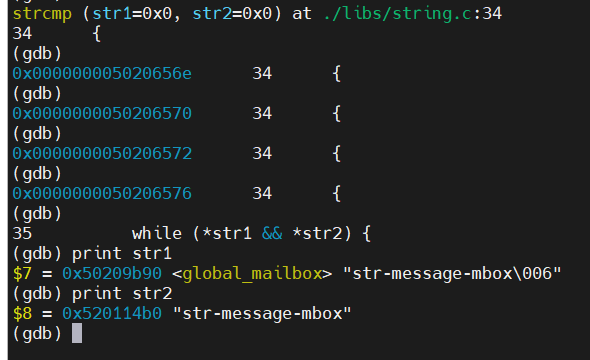 strcmp (str1=0x0, str2=0x0) at ./libs/string.c:34
34 {
(gdb)
0x000000005020656e 34 {
(gdb)
0x0000000050206570 34 {
(gdb)
0x0000000050206572 34 {
(gdb)
0x0000000050206576 34 {
(gdb)
35 while (*str1 && *str2) {
(gdb) print str1
$7 = 0x50209b90 <global_mailbox> "str-message-mbox\006"
(gdb) print str2
$8 = 0x520114b0 "str-message-mbox"
(gdb)